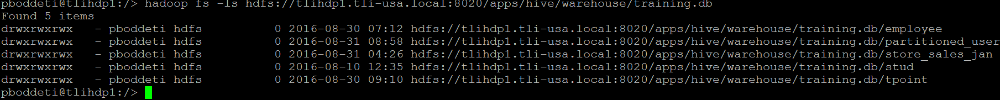 pboddeti@tlihdp1:/> hadoop fs -ls hdfs://tlihdp1.tli-usa.local:8020/apps/hive/warehouse/training.db
Found 5 items
drwxrwxrwx   - pboddeti hdfs          0 2016-08-30 07:12 hdfs://tlihdp1.tli-usa.local:8020/apps/hive/warehouse/training.db/employee
drwxrwxrwx   - pboddeti hdfs          0 2016-08-31 08:58 hdfs://tlihdp1.tli-usa.local:8020/apps/hive/warehouse/training.db/partitioned_user
drwxrwxrwx   - pboddeti hdfs          0 2016-08-31 04:26 hdfs://tlihdp1.tli-usa.local:8020/apps/hive/warehouse/training.db/store_sales_jan
drwxrwxrwx   - pboddeti hdfs          0 2016-08-10 12:35 hdfs://tlihdp1.tli-usa.local:8020/apps/hive/warehouse/training.db/stud
drwxrwxrwx   - pboddeti hdfs          0 2016-08-30 09:10 hdfs://tlihdp1.tli-usa.local:8020/apps/hive/warehouse/training.db/tpoint
pboddeti@tlihdp1:/>